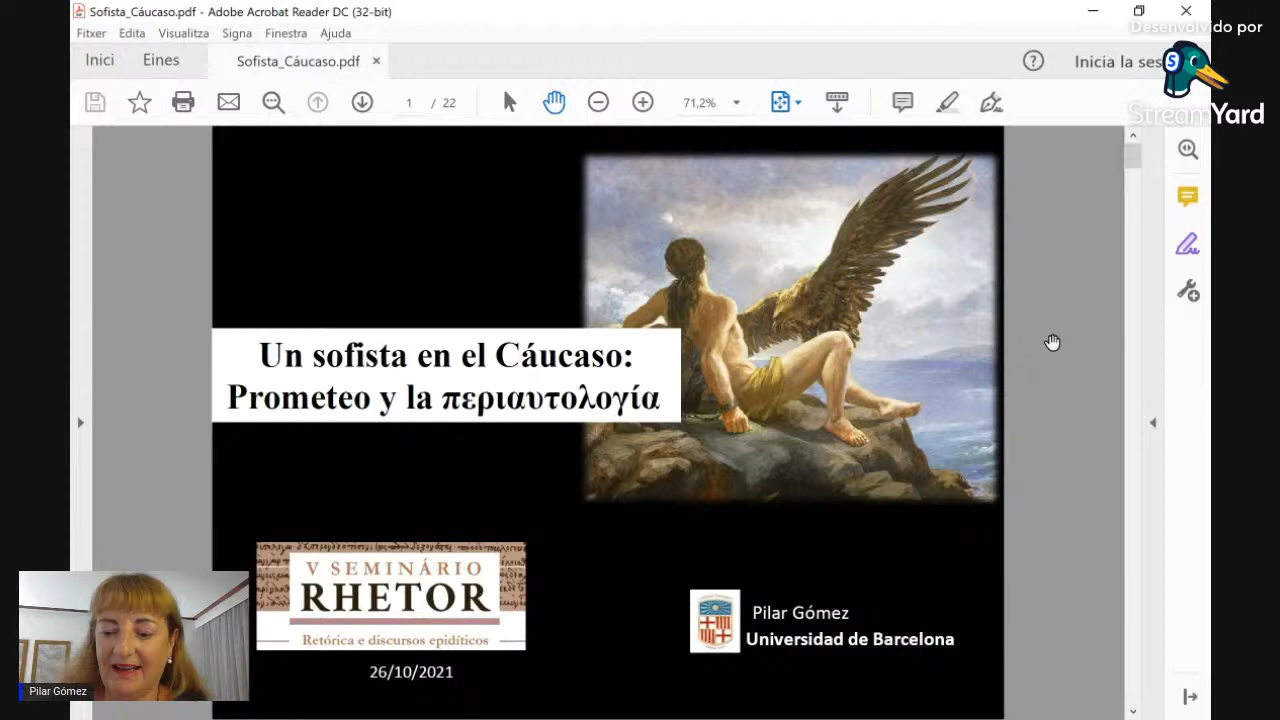 Sofista_Cáucaso.pdf - Adobe Acrobat Reader DC (32-bit)
Desenvolvido por
Fitxer Edita Visualitza Signa Finestra Ajuda
Inici Eines Sofista_Cáucaso.pdf × Inicia la ses
StreamYard
1 / 22 71,2%
Un sofista en el Cáucaso:
Prometeo y la περιαυτολογία
V SEMINÁRIO
RHETOR
Retórica e discursos epidíticos
26/10/2021
Pilar Gómez
Universidad de Barcelona
Pilar Gómez